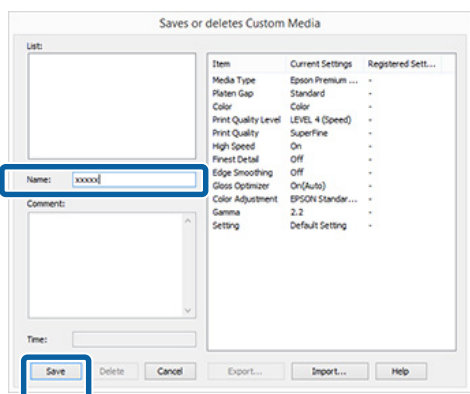 Saves or deletes Custom Media
List:
Item Current Settings Registered Sett...
Media Type Epson Premium ... -
Platen Gap Standard -
Color Color -
Print Quality Level LEVEL 4 (Speed) -
Print Quality SuperFine -
High Speed On -
Finest Detail Off -
Edge Smoothing Off -
Gloss Optimizer On(Auto) -
Color Adjustment EPSON Standar... -
Gamma 2.2 -
Setting Default Setting -
Name: xxxxx
Comment:
Time:
Save Delete Cancel Export... Import... Help